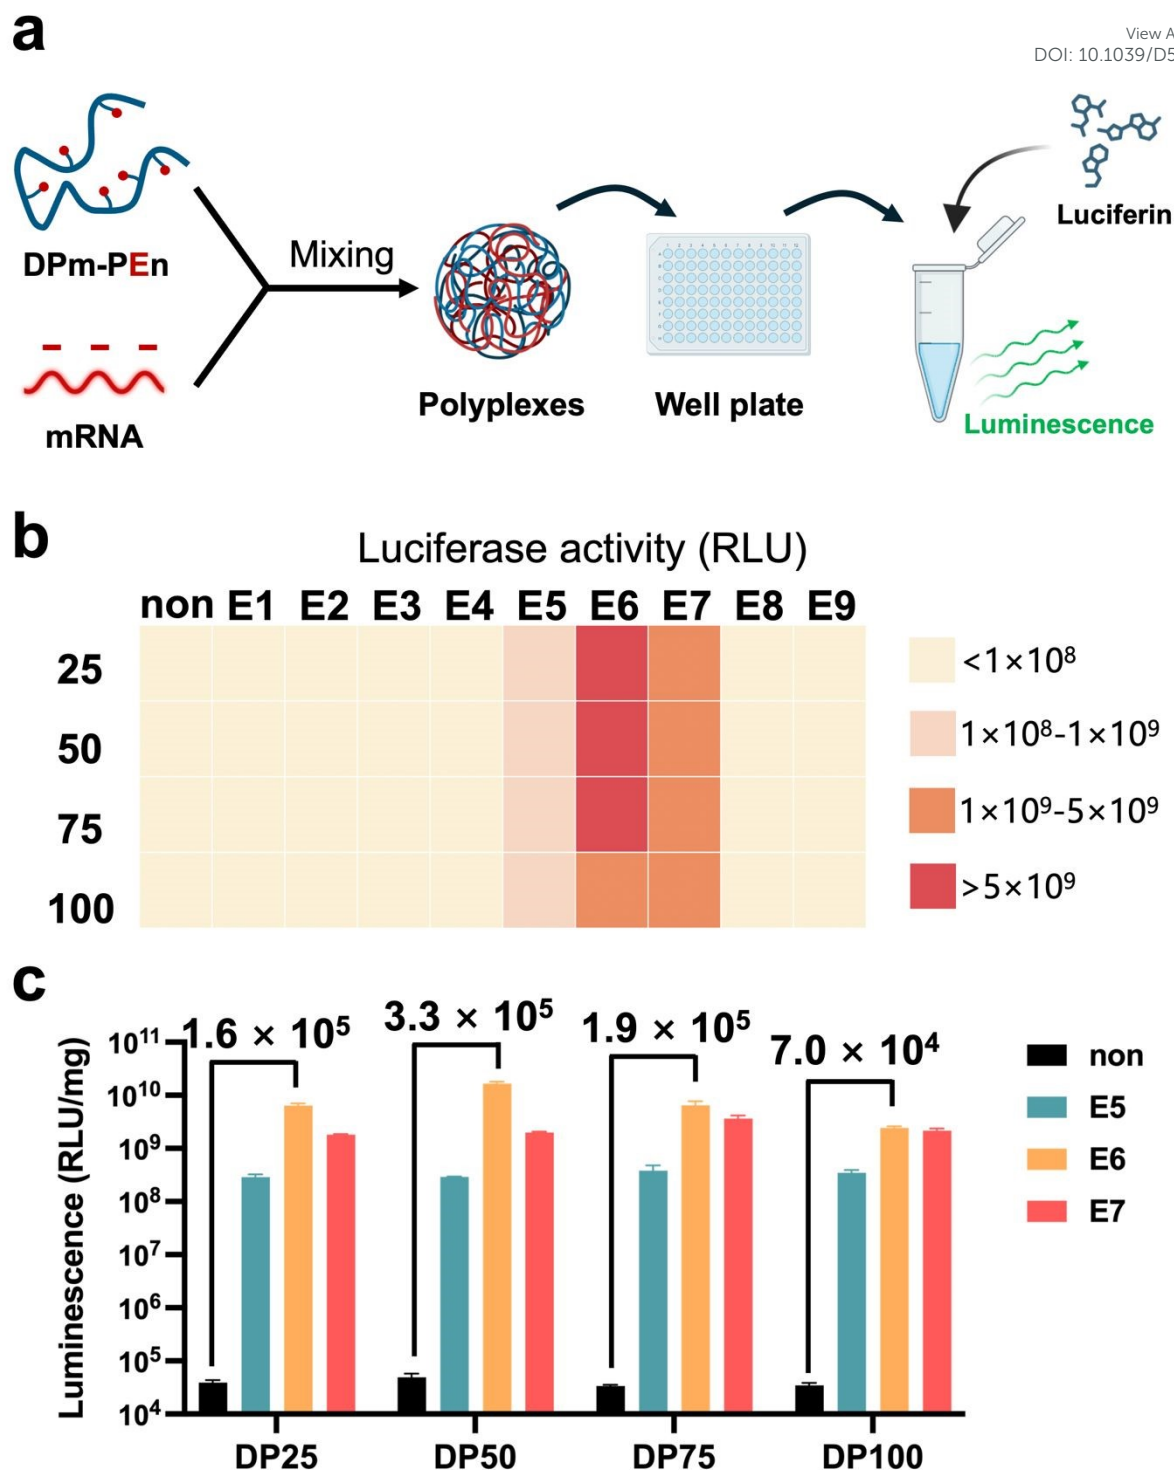 a
View A
DOI: 10.1039/D5
DPm-PEn
mRNA
Mixing
Polyplexes
Well plate
Luciferin
Luminescence
b
Luciferase activity (RLU)
non E1 E2 E3 E4 E5 E6 E7 E8 E9
25
50
75
100
<1×10⁸
1×10⁸-1×10⁹
1×10⁹-5×10⁹
>5×10⁹
c
Luminescence (RLU/mg)
10¹¹
10¹⁰
10⁹
10⁸
10⁷
10⁶
10⁵
10⁴
1.6 × 10⁵
3.3 × 10⁵
1.9 × 10⁵
7.0 × 10⁴
DP25 DP50 DP75 DP100
non
E5
E6
E7